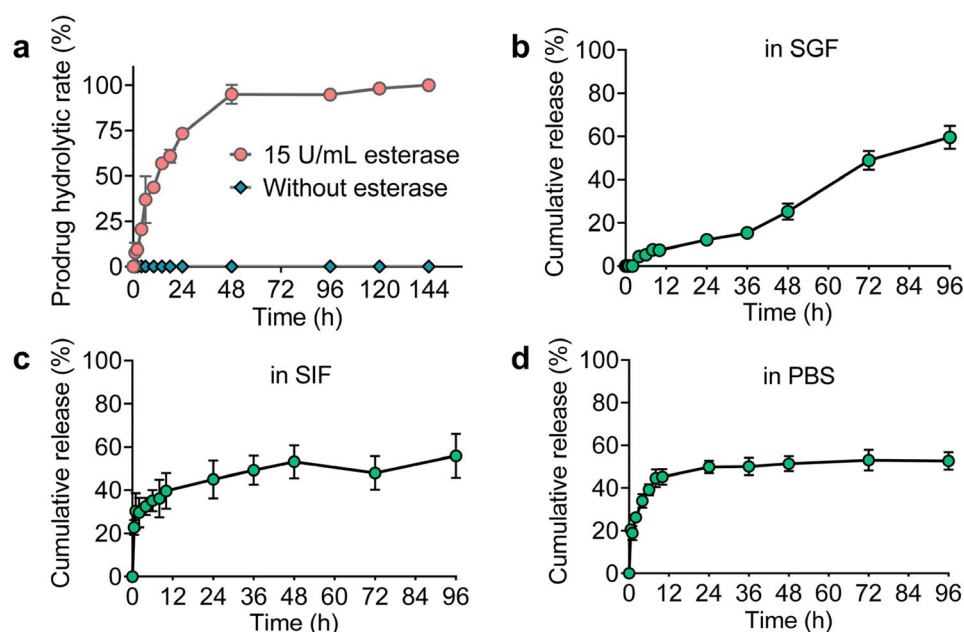 a
Prodrug hydrolytic rate (%)
100
75
50
25
0
15 U/mL esterase
Without esterase
0 24 48 72 96 120 144
Time (h)
b
in SGF
Cumulative release (%)
100
80
60
40
20
0
0 12 24 36 48 60 72 84 96
Time (h)
c
in SIF
Cumulative release (%)
100
80
60
40
20
0
0 12 24 36 48 60 72 84 96
Time (h)
d
in PBS
Cumulative release (%)
100
80
60
40
20
0
0 12 24 36 48 60 72 84 96
Time (h)